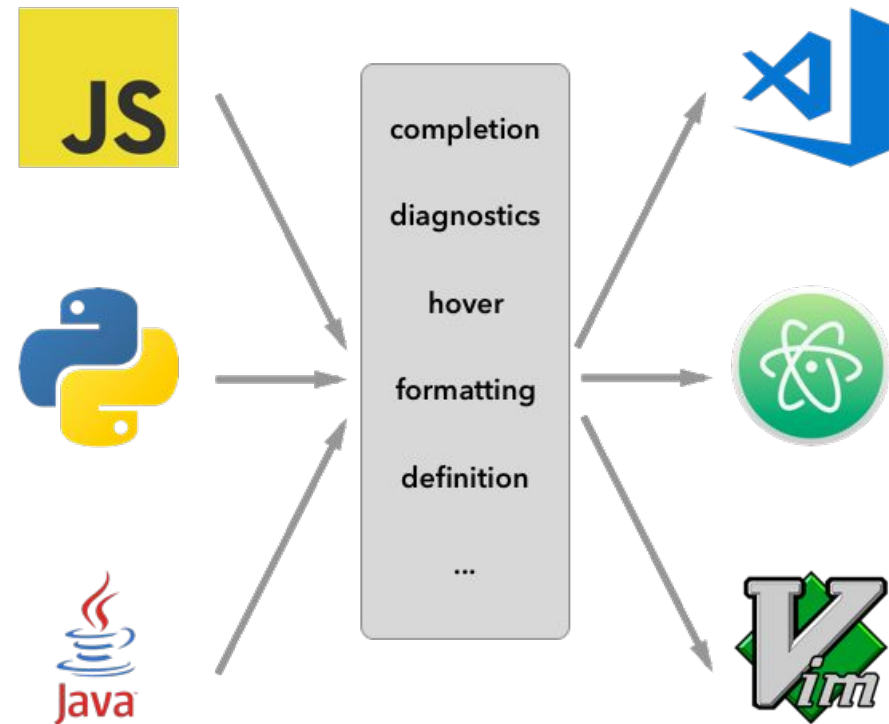 JS
completion
diagnostics
hover
formatting
definition
...
Java
Vim